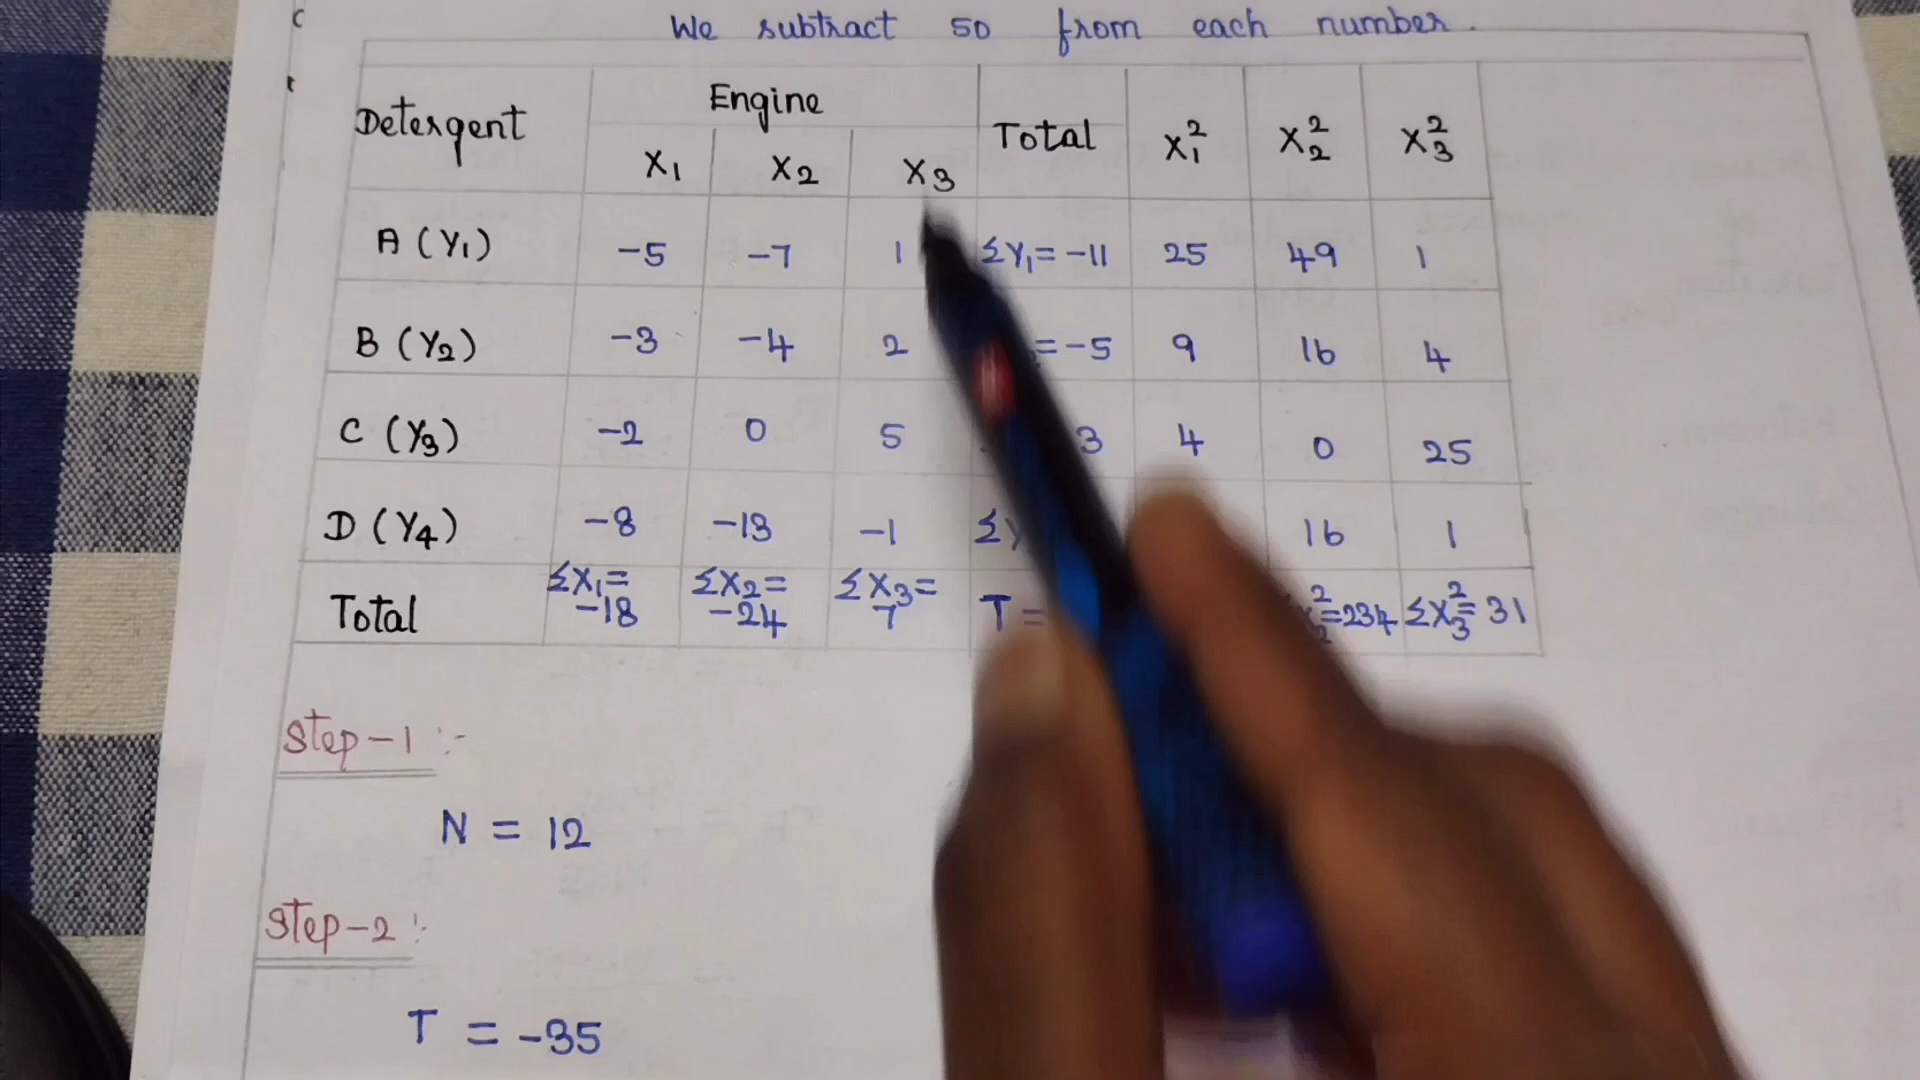 We subtract 50 from each number.
Detergent Engine Total X₁² X₂² X₃²
X₁ X₂ X₃
A (Y₁) -5 -7 1 ΣY₁ = -11 25 49 1
B (Y₂) -3 -4 2 = -5 9 16 4
C (Y₃) -2 0 5 3 4 0 25
D (Y₄) -8 -13 -1 ΣY 16 1
Total ΣX₁ = -18 ΣX₂ = -24 ΣX₃ = 7 T = X₂² = 234 ΣX₃² = 31
Step-1 :-
N = 12
Step-2 :-
T = -35